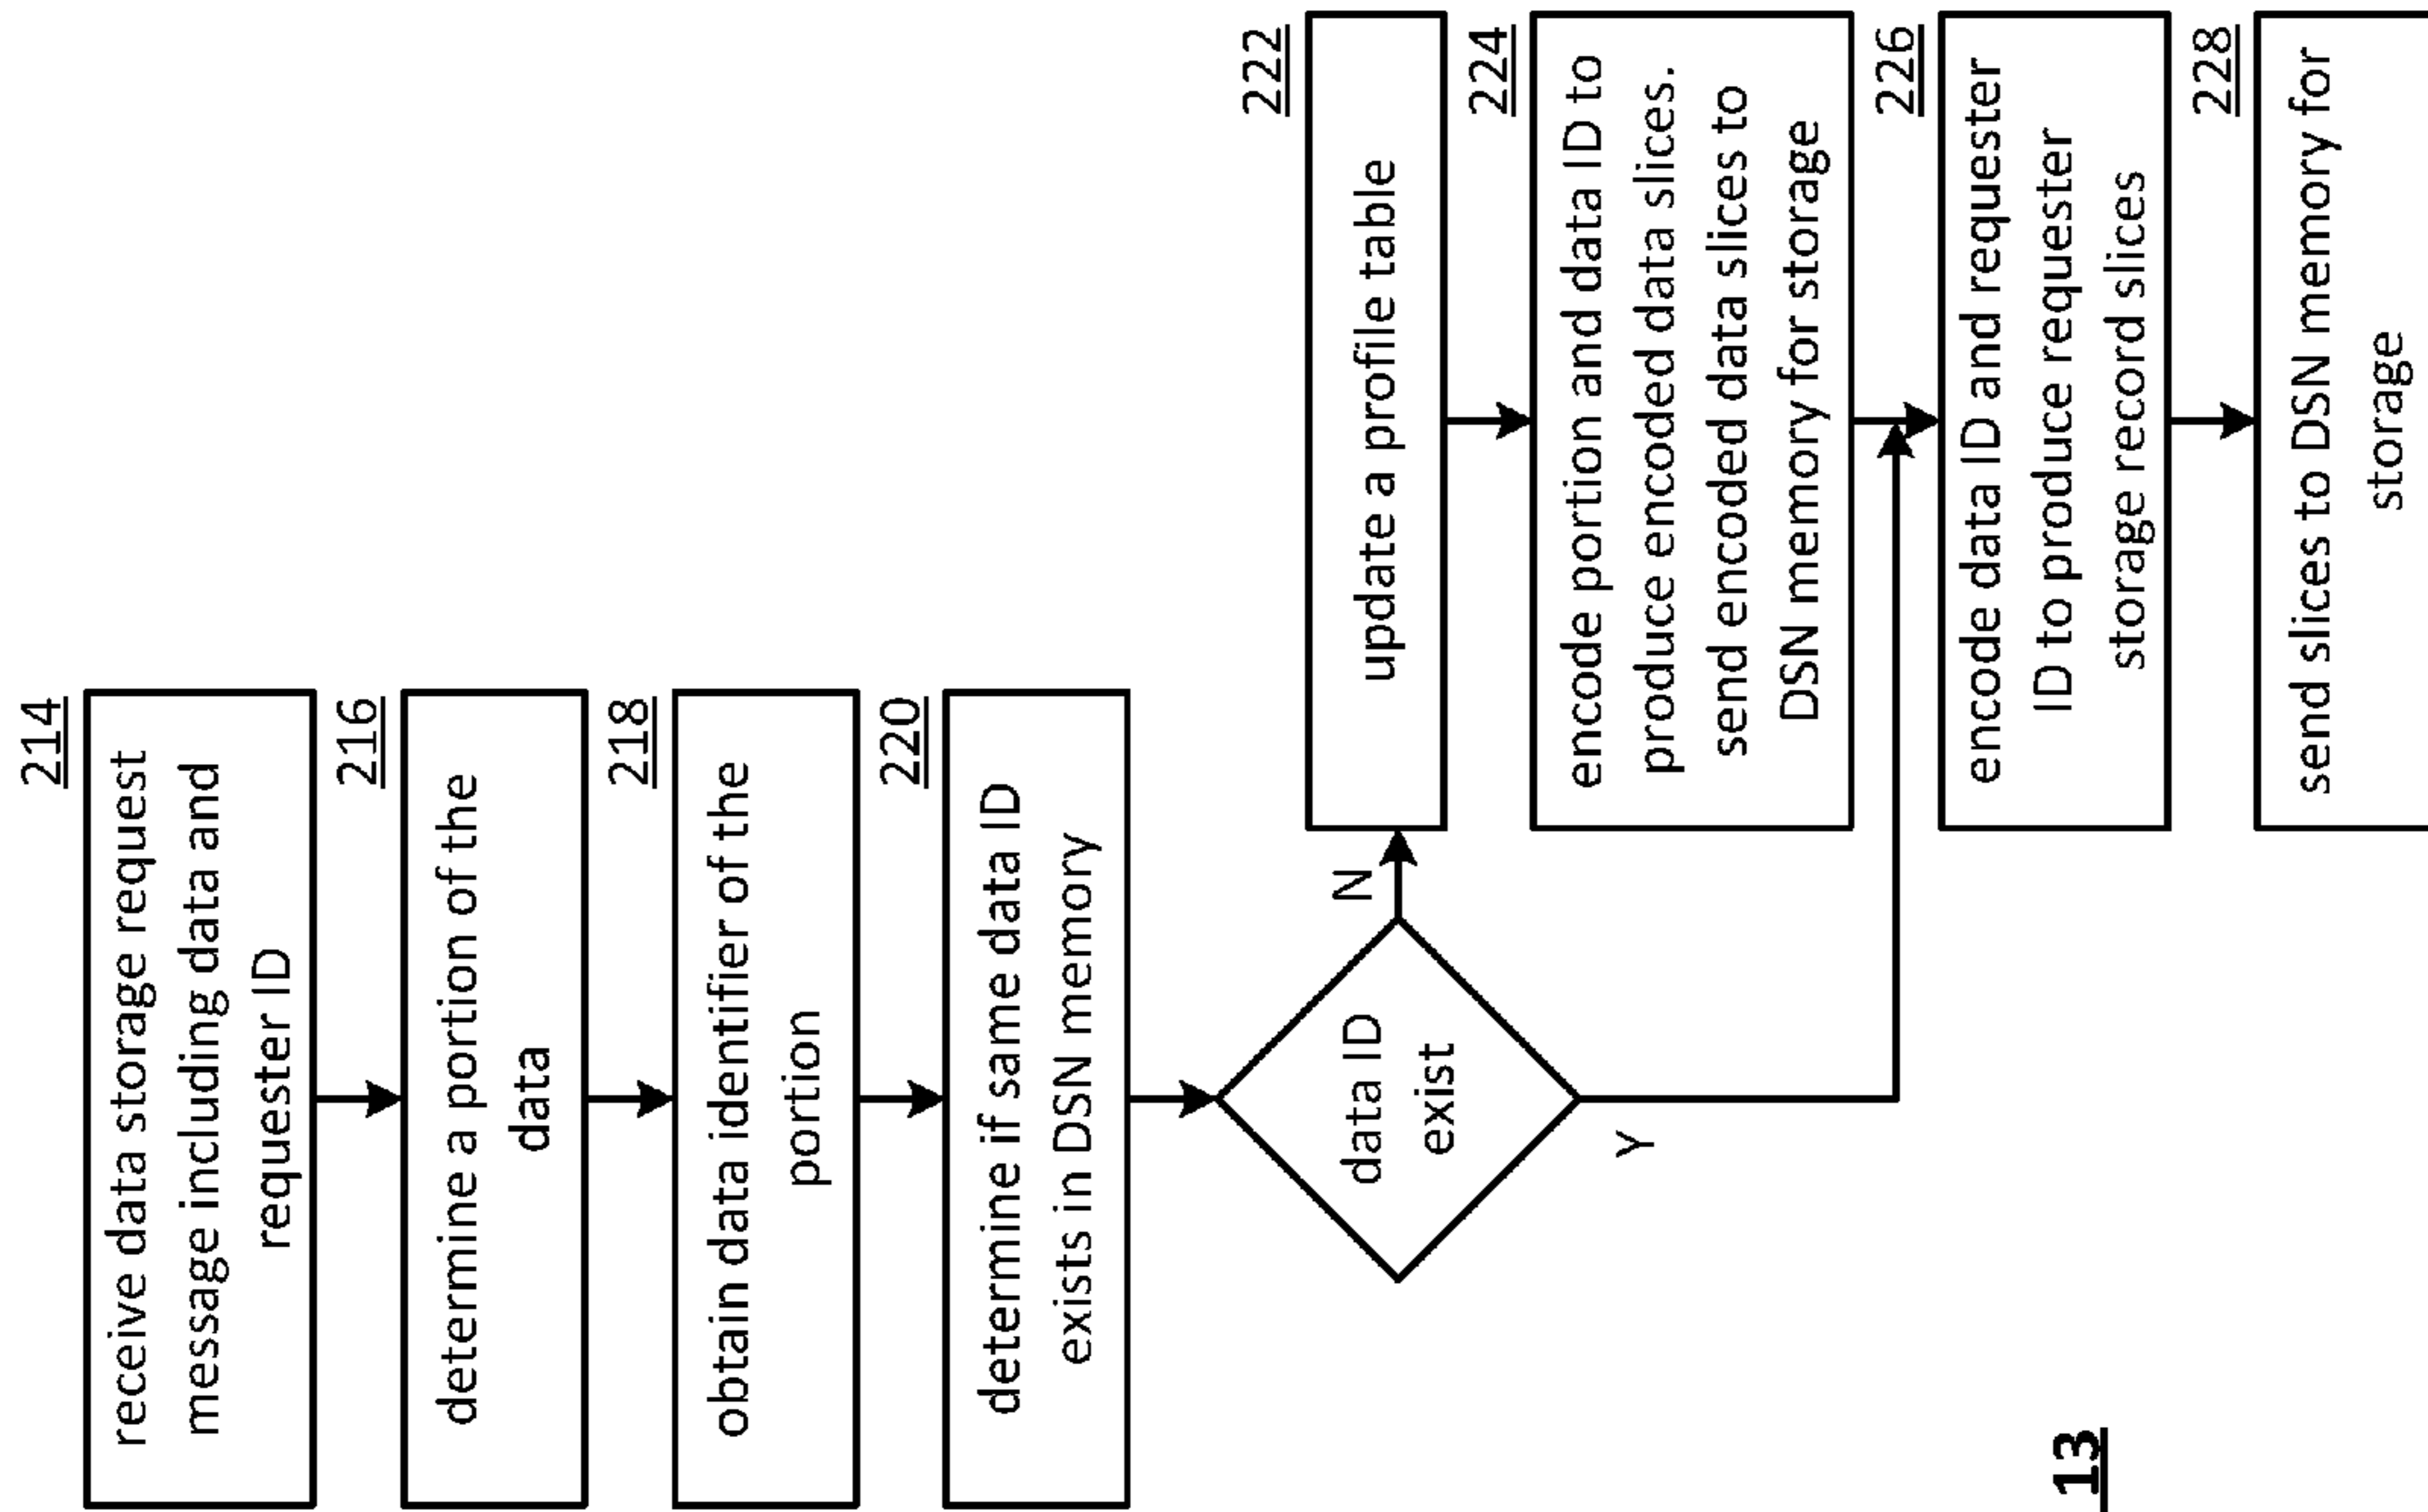 214
receive data storage request
message including data and
requester ID
216
determine a portion of the
data
218
obtain data identifier of the
portion
220
determine if same data ID
exists in DSN memory
data ID
exist
N
Y
222
update a profile table
224
encode portion and data ID to
produce encoded data slices.
send encoded data slices to
DSN memory for storage
226
encode data ID and requester
ID to produce requester
storage record slices
228
send slices to DSN memory for
storage
13